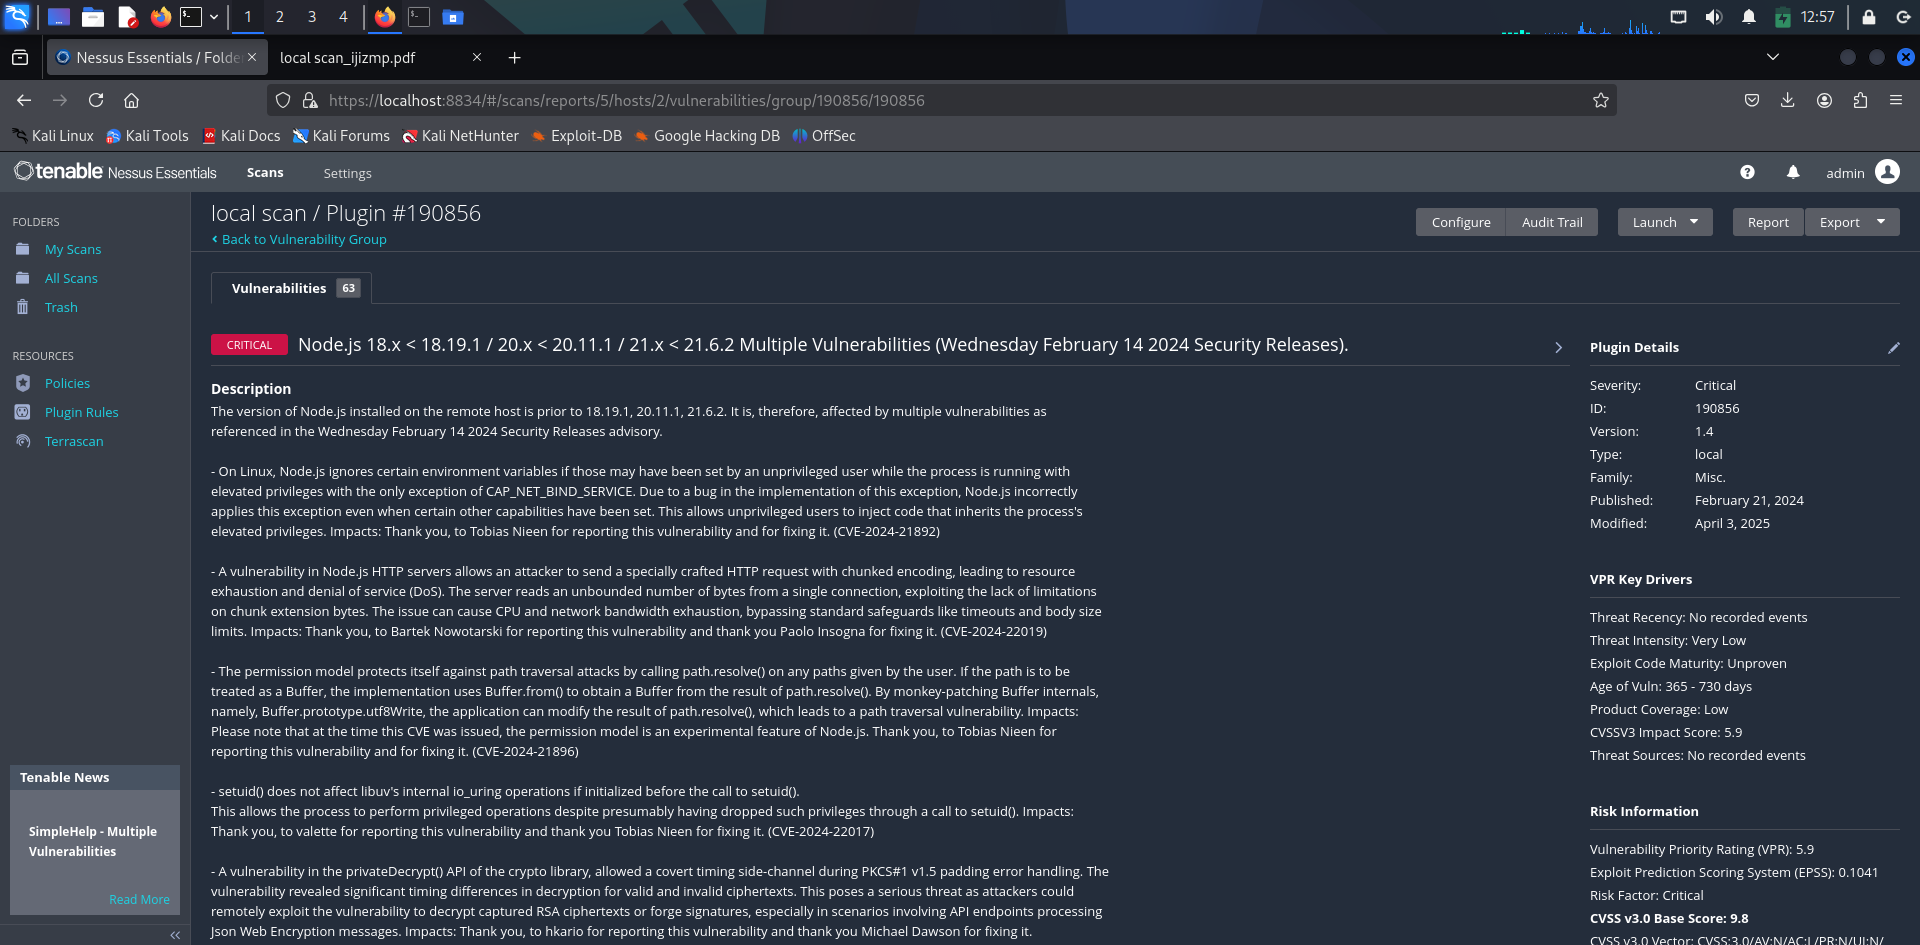 1 2 3 4 12:57
Nessus Essentials / Folde
local scan_ijizmp.pdf
https://localhost:8834/#/scans/reports/5/hosts/2/vulnerabilities/group/190856/190856
Kali Linux Kali Tools Kali Docs Kali Forums Kali NetHunter Exploit-DB Google Hacking DB OffSec
tenable Nessus Essentials Scans Settings admin
FOLDERS
My Scans
All Scans
Trash
RESOURCES
Policies
Plugin Rules
Terrascan
Tenable News
SimpleHelp - Multiple
Vulnerabilities
Read More
local scan / Plugin #190856
Back to Vulnerability Group
Configure Audit Trail Launch Report Export
Vulnerabilities 63
CRITICAL Node.js 18.x < 18.19.1 / 20.x < 20.11.1 / 21.x < 21.6.2 Multiple Vulnerabilities (Wednesday February 14 2024 Security Releases).
Description
The version of Node.js installed on the remote host is prior to 18.19.1, 20.11.1, 21.6.2. It is, therefore, affected by multiple vulnerabilities as
referenced in the Wednesday February 14 2024 Security Releases advisory.
- On Linux, Node.js ignores certain environment variables if those may have been set by an unprivileged user while the process is running with
elevated privileges with the only exception of CAP_NET_BIND_SERVICE. Due to a bug in the implementation of this exception, Node.js incorrectly
applies this exception even when certain other capabilities have been set. This allows unprivileged users to inject code that inherits the process's
elevated privileges. Impacts: Thank you, to Tobias Nieen for reporting this vulnerability and for fixing it. (CVE-2024-21892)
- A vulnerability in Node.js HTTP servers allows an attacker to send a specially crafted HTTP request with chunked encoding, leading to resource
exhaustion and denial of service (DoS). The server reads an unbounded number of bytes from a single connection, exploiting the lack of limitations
on chunk extension bytes. The issue can cause CPU and network bandwidth exhaustion, bypassing standard safeguards like timeouts and body size
limits. Impacts: Thank you, to Bartek Nowotarski for reporting this vulnerability and thank you Paolo Insogna for fixing it. (CVE-2024-22019)
- The permission model protects itself against path traversal attacks by calling path.resolve() on any paths given by the user. If the path is to be
treated as a Buffer, the implementation uses Buffer.from() to obtain a Buffer from the result of path.resolve(). By monkey-patching Buffer internals,
namely, Buffer.prototype.utf8Write, the application can modify the result of path.resolve(), which leads to a path traversal vulnerability. Impacts:
Please note that at the time this CVE was issued, the permission model is an experimental feature of Node.js. Thank you, to Tobias Nieen for
reporting this vulnerability and for fixing it. (CVE-2024-21896)
- setuid() does not affect libuv's internal io_uring operations if initialized before the call to setuid().
This allows the process to perform privileged operations despite presumably having dropped such privileges through a call to setuid(). Impacts:
Thank you, to valette for reporting this vulnerability and thank you Tobias Nieen for fixing it. (CVE-2024-22017)
- A vulnerability in the privateDecrypt() API of the crypto library, allowed a covert timing side-channel during PKCS#1 v1.5 padding error handling. The
vulnerability revealed significant timing differences in decryption for valid and invalid ciphertexts. This poses a serious threat as attackers could
remotely exploit the vulnerability to decrypt captured RSA ciphertexts or forge signatures, especially in scenarios involving API endpoints processing
Json Web Encryption messages. Impacts: Thank you, to hkario for reporting this vulnerability and thank you Michael Dawson for fixing it.
Plugin Details
Severity: Critical
ID: 190856
Version: 1.4
Type: local
Family: Misc.
Published: February 21, 2024
Modified: April 3, 2025
VPR Key Drivers
Threat Recency: No recorded events
Threat Intensity: Very Low
Exploit Code Maturity: Unproven
Age of Vuln: 365 - 730 days
Product Coverage: Low
CVSSV3 Impact Score: 5.9
Threat Sources: No recorded events
Risk Information
Vulnerability Priority Rating (VPR): 5.9
Exploit Prediction Scoring System (EPSS): 0.1041
Risk Factor: Critical
CVSS v3.0 Base Score: 9.8
CVSS v3.0 Vector: CVSS:3.0/AV:N/AC:L/PR:N/UI:N/